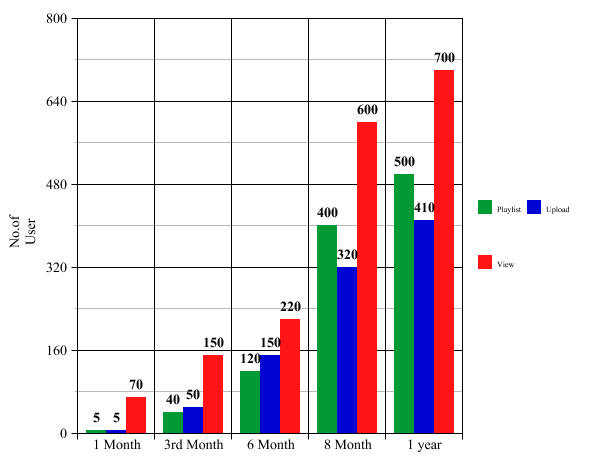 800
640
480
320
160
0
No.of
User
5 5 70
40 50 150
120 150 220
400 320 600
500 410 700
1 Month 3rd Month 6 Month 8 Month 1 year
Playlist Upload
View